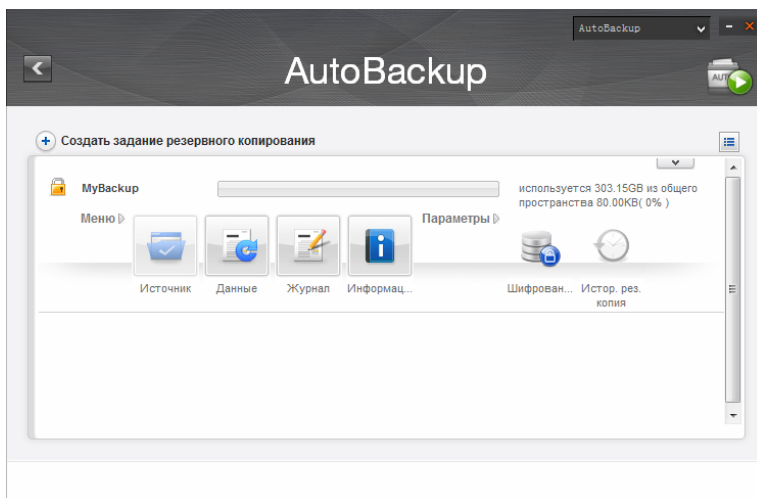 AutoBackup
AutoBackup
AUT
Создать задание резервного копирования
MyBackup
используется 303.15GB из общего
пространства 80.00KB( 0% )
Меню
Параметры
Источник
Данные
Журнал
Информац...
Шифрован...
Истор. рез.
копия